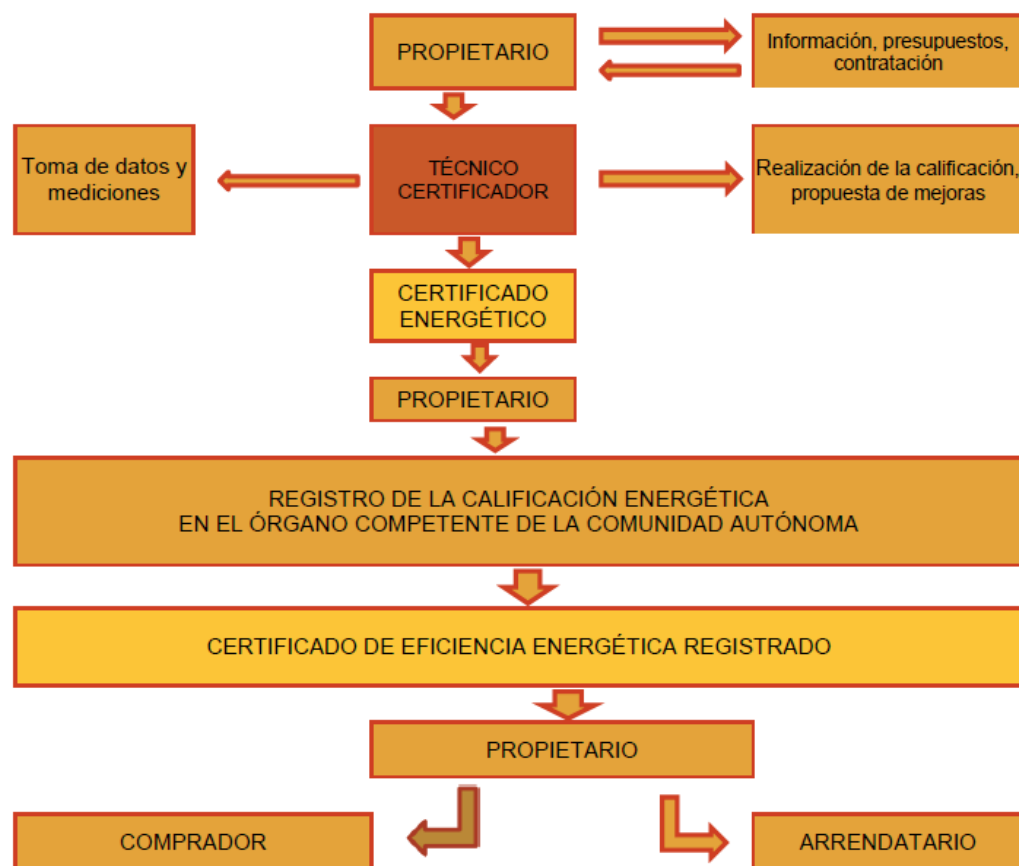 PROPIETARIO
Información, presupuestos,
contratación
Toma de datos y
mediciones
TÉCNICO
CERTIFICADOR
Realización de la calificación,
propuesta de mejoras
CERTIFICADO
ENERGÉTICO
PROPIETARIO
REGISTRO DE LA CALIFICACIÓN ENERGÉTICA
EN EL ÓRGANO COMPETENTE DE LA COMUNIDAD AUTÓNOMA
CERTIFICADO DE EFICIENCIA ENERGÉTICA REGISTRADO
PROPIETARIO
COMPRADOR
ARRENDATARIO